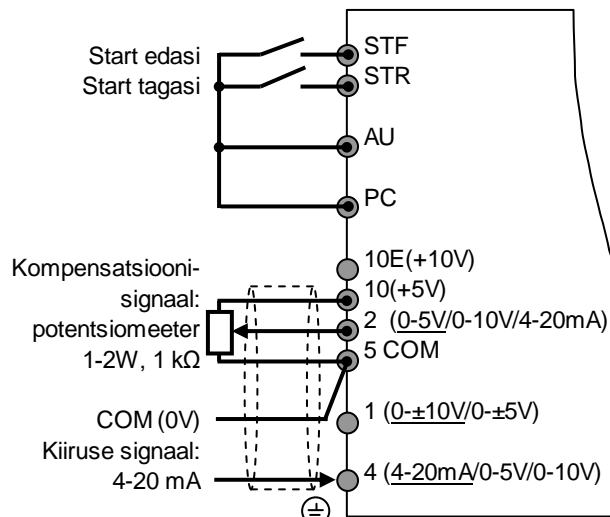 Start edasi
Start tagasi
STF
STR
AU
PC
10E(+10V)
10(+5V)
2 (0-5V/0-10V/4-20mA)
5 COM
1 (0-±10V/0-±5V)
4 (4-20mA/0-5V/0-10V)
Kompensatsiooni-
signaal:
potentsiomeeter
1-2W, 1 kΩ
COM (0V)
Kiiruse signaal:
4-20 mA